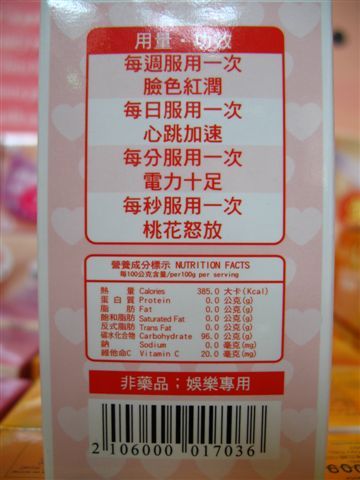 用量 功效
每週服用一次
臉色紅潤
每日服用一次
心跳加速
每分服用一次
電力十足
每秒服用一次
桃花怒放
營養成分標示 NUTRITION FACTS
每100公克含量/per100g per serving
熱 量 Calories 385.0 大卡(Kcal)
蛋白質 Protein 0.0 公克(g)
脂 肪 Fat 0.0 公克(g)
飽和脂肪 Saturated Fat 0.0 公克(g)
反式脂肪 Trans Fat 0.0 公克(g)
碳水化合物 Carbohydrate 96.0 公克(g)
鈉 Sodium 0.0 毫克(mg)
維他命C Vitamin C 20.0 毫克(mg)
非藥品；娛樂專用
2 106000 017036